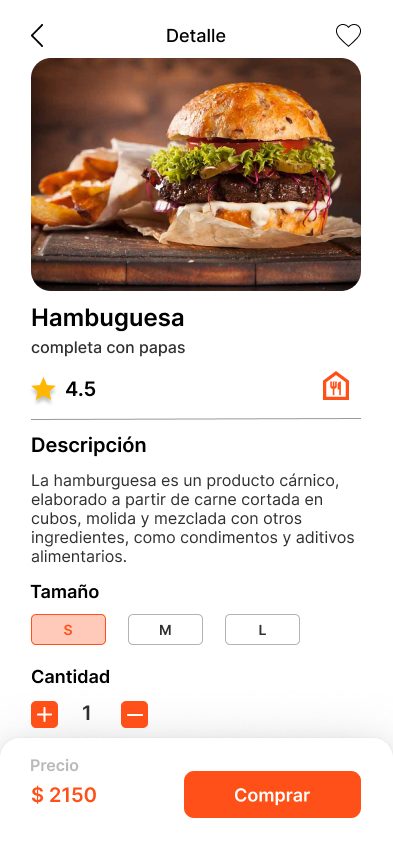 Detalle
Hambuguesa
completa con papas
4.5
Descripción
La hamburguesa es un producto cárnico,
elaborado a partir de carne cortada en
cubos, molida y mezclada con otros
ingredientes, como condimentos y aditivos
alimentarios.
Tamaño
S M L
Cantidad
+ 1 —
Precio
$ 2150
Comprar